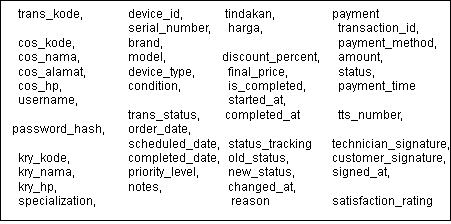 trans_kode, device_id, tindakan, payment
serial_number, harga, transaction_id,
cos_kode, brand, payment_method,
cos_nama, model, discount_percent, amount,
cos_alamat, device_type, final_price, status,
cos_hp, condition, is_completed, payment_time
username, started_at,
trans_status, completed_at tts_number,
password_hash, order_date,
scheduled_date, status_tracking technician_signature,
kry_kode, completed_date, old_status, customer_signature,
kry_nama, priority_level, new_status, signed_at,
kry_hp, notes, changed_at,
specialization, reason satisfaction_rating